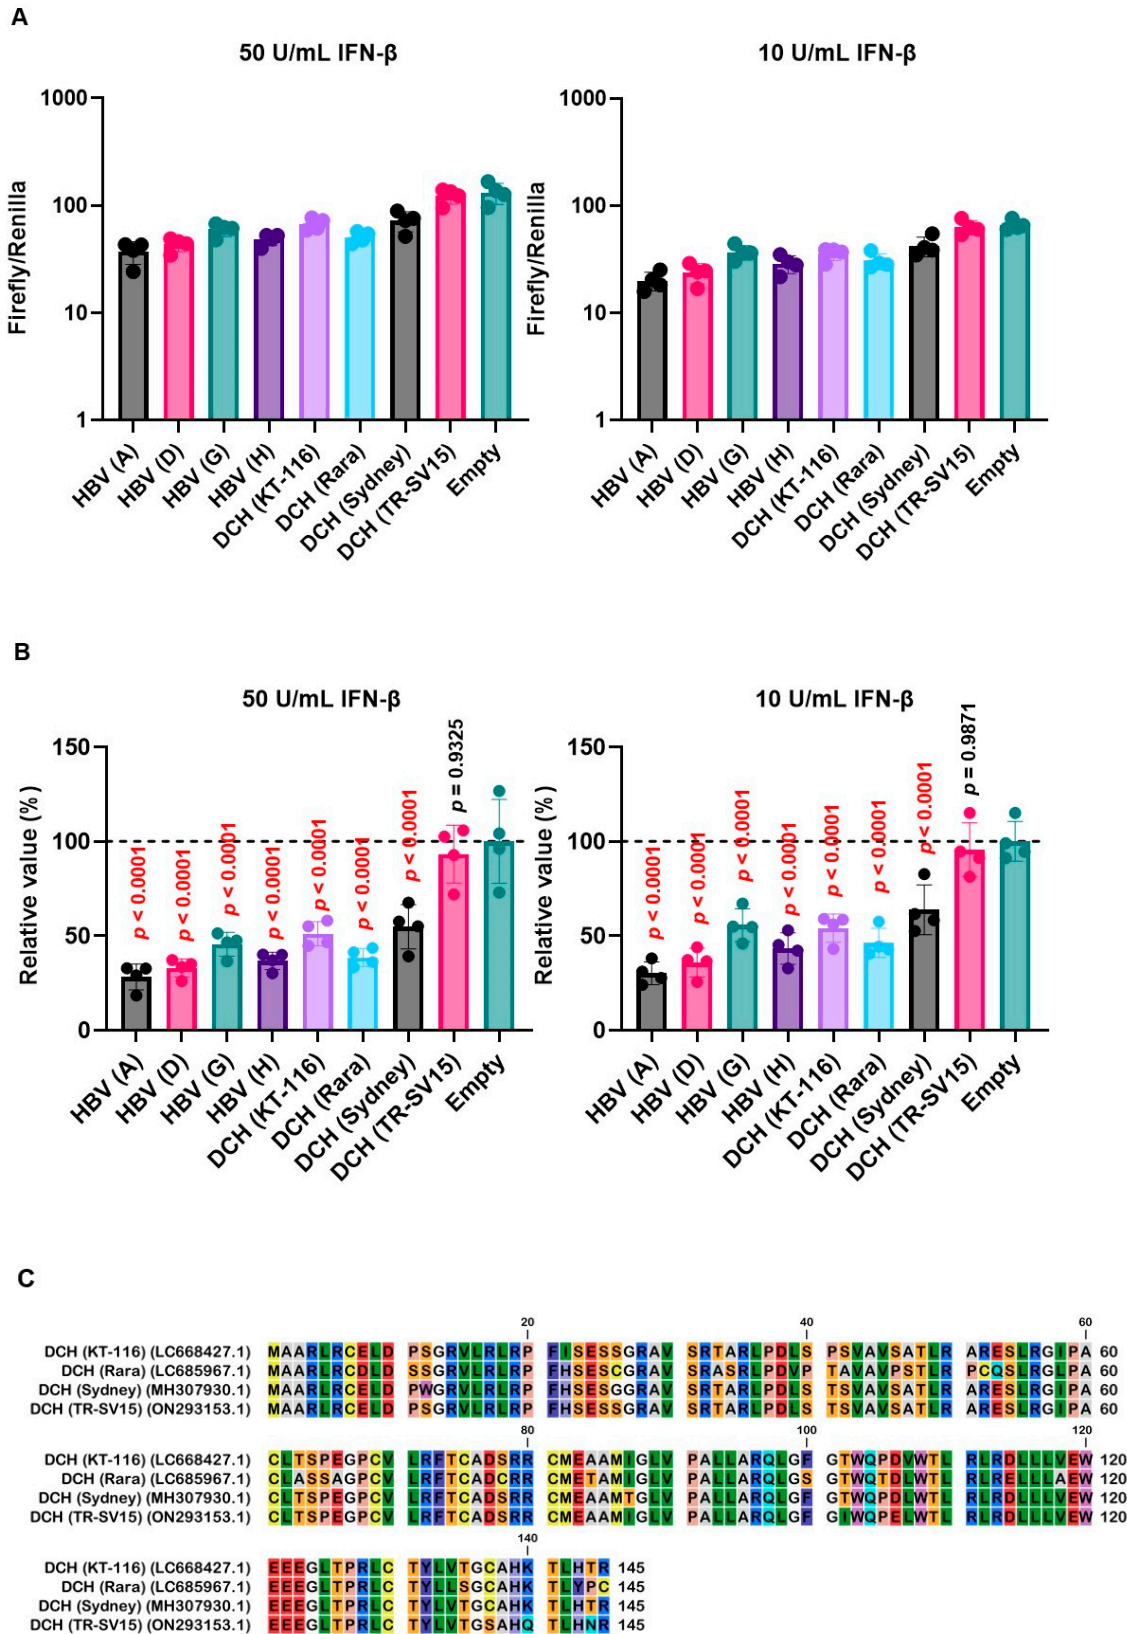 A
50 U/mL IFN-β
10 U/mL IFN-β
Firefly/Renilla
1000
100
10
1
HBV (A)
HBV (D)
HBV (G)
HBV (H)
DCH (KT-116)
DCH (Rara)
DCH (Sydney)
DCH (TR-SV15)
Empty
Firefly/Renilla
1000
100
10
1
HBV (A)
HBV (D)
HBV (G)
HBV (H)
DCH (KT-116)
DCH (Rara)
DCH (Sydney)
DCH (TR-SV15)
Empty
B
50 U/mL IFN-β
10 U/mL IFN-β
Relative value (%)
150
100
50
0
p < 0.0001
p < 0.0001
p < 0.0001
p < 0.0001
p < 0.0001
p < 0.0001
p < 0.0001
p = 0.9325
HBV (A)
HBV (D)
HBV (G)
HBV (H)
DCH (KT-116)
DCH (Rara)
DCH (Sydney)
DCH (TR-SV15)
Empty
Relative value (%)
150
100
50
0
p < 0.0001
p < 0.0001
p < 0.0001
p < 0.0001
p < 0.0001
p < 0.0001
p < 0.0001
p = 0.9871
HBV (A)
HBV (D)
HBV (G)
HBV (H)
DCH (KT-116)
DCH (Rara)
DCH (Sydney)
DCH (TR-SV15)
Empty
C
20 40 60
DCH (KT-116) (LC668427.1) MAARLRCELD PSGRVLRLRP FISESSGRAV SRTARLPDLS PSVAVSATLR ARESLRGIPA 60
DCH (Rara) (LC685967.1) MAARLRCDLD SSGRVLRLRP FHSESCGRAV SRASRLPDVP TAVAVSATLR PCQSLRGLPA 60
DCH (Sydney) (MH307930.1) MAARLRCELD PWGRVLRLRP FHSESGGRAV SRTARLPDLS TSVAVSATLR ARESLRGIPA 60
DCH (TR-SV15) (ON293153.1) MAARLRCELD PSGRVLRLRP FHSESSGRAV SRTARLPDLS TSVAVSATLR ARESLRGIPA 60
80 100 120
DCH (KT-116) (LC668427.1) CLTSPEGPCV LRFTCADSRR CMEAAMIGLV PALLARQLGF GTWQPDVWTL RLRDLLLVEW 120
DCH (Rara) (LC685967.1) CLASSAGPCV LRFTCADCRR CMETAMIGLV PALLARQLGS GTWQTDVWTL RLRELLLAEW 120
DCH (Sydney) (MH307930.1) CLTSPEGPCV LRFTCADSRR CMEAAMTGLV PALLARQLGF GTWQPDLWTL RLRDLLLVEW 120
DCH (TR-SV15) (ON293153.1) CLTSPEGPCV LRFTCADSRR CMEAAMIGLV PALLARQLGF GIWQPELWTL RLRDLLLVEW 120
140
DCH (KT-116) (LC668427.1) EEEGLTPRLC TYLVTGCAHK TLHTR 145
DCH (Rara) (LC685967.1) EEEGLTPRLC TYLLSGCAHK TLYPC 145
DCH (Sydney) (MH307930.1) EEEGLTPRLC TYLVTGCAHK TLHTR 145
DCH (TR-SV15) (ON293153.1) EEEGLTPRLC TYLVTGSAHQ TLHNR 145